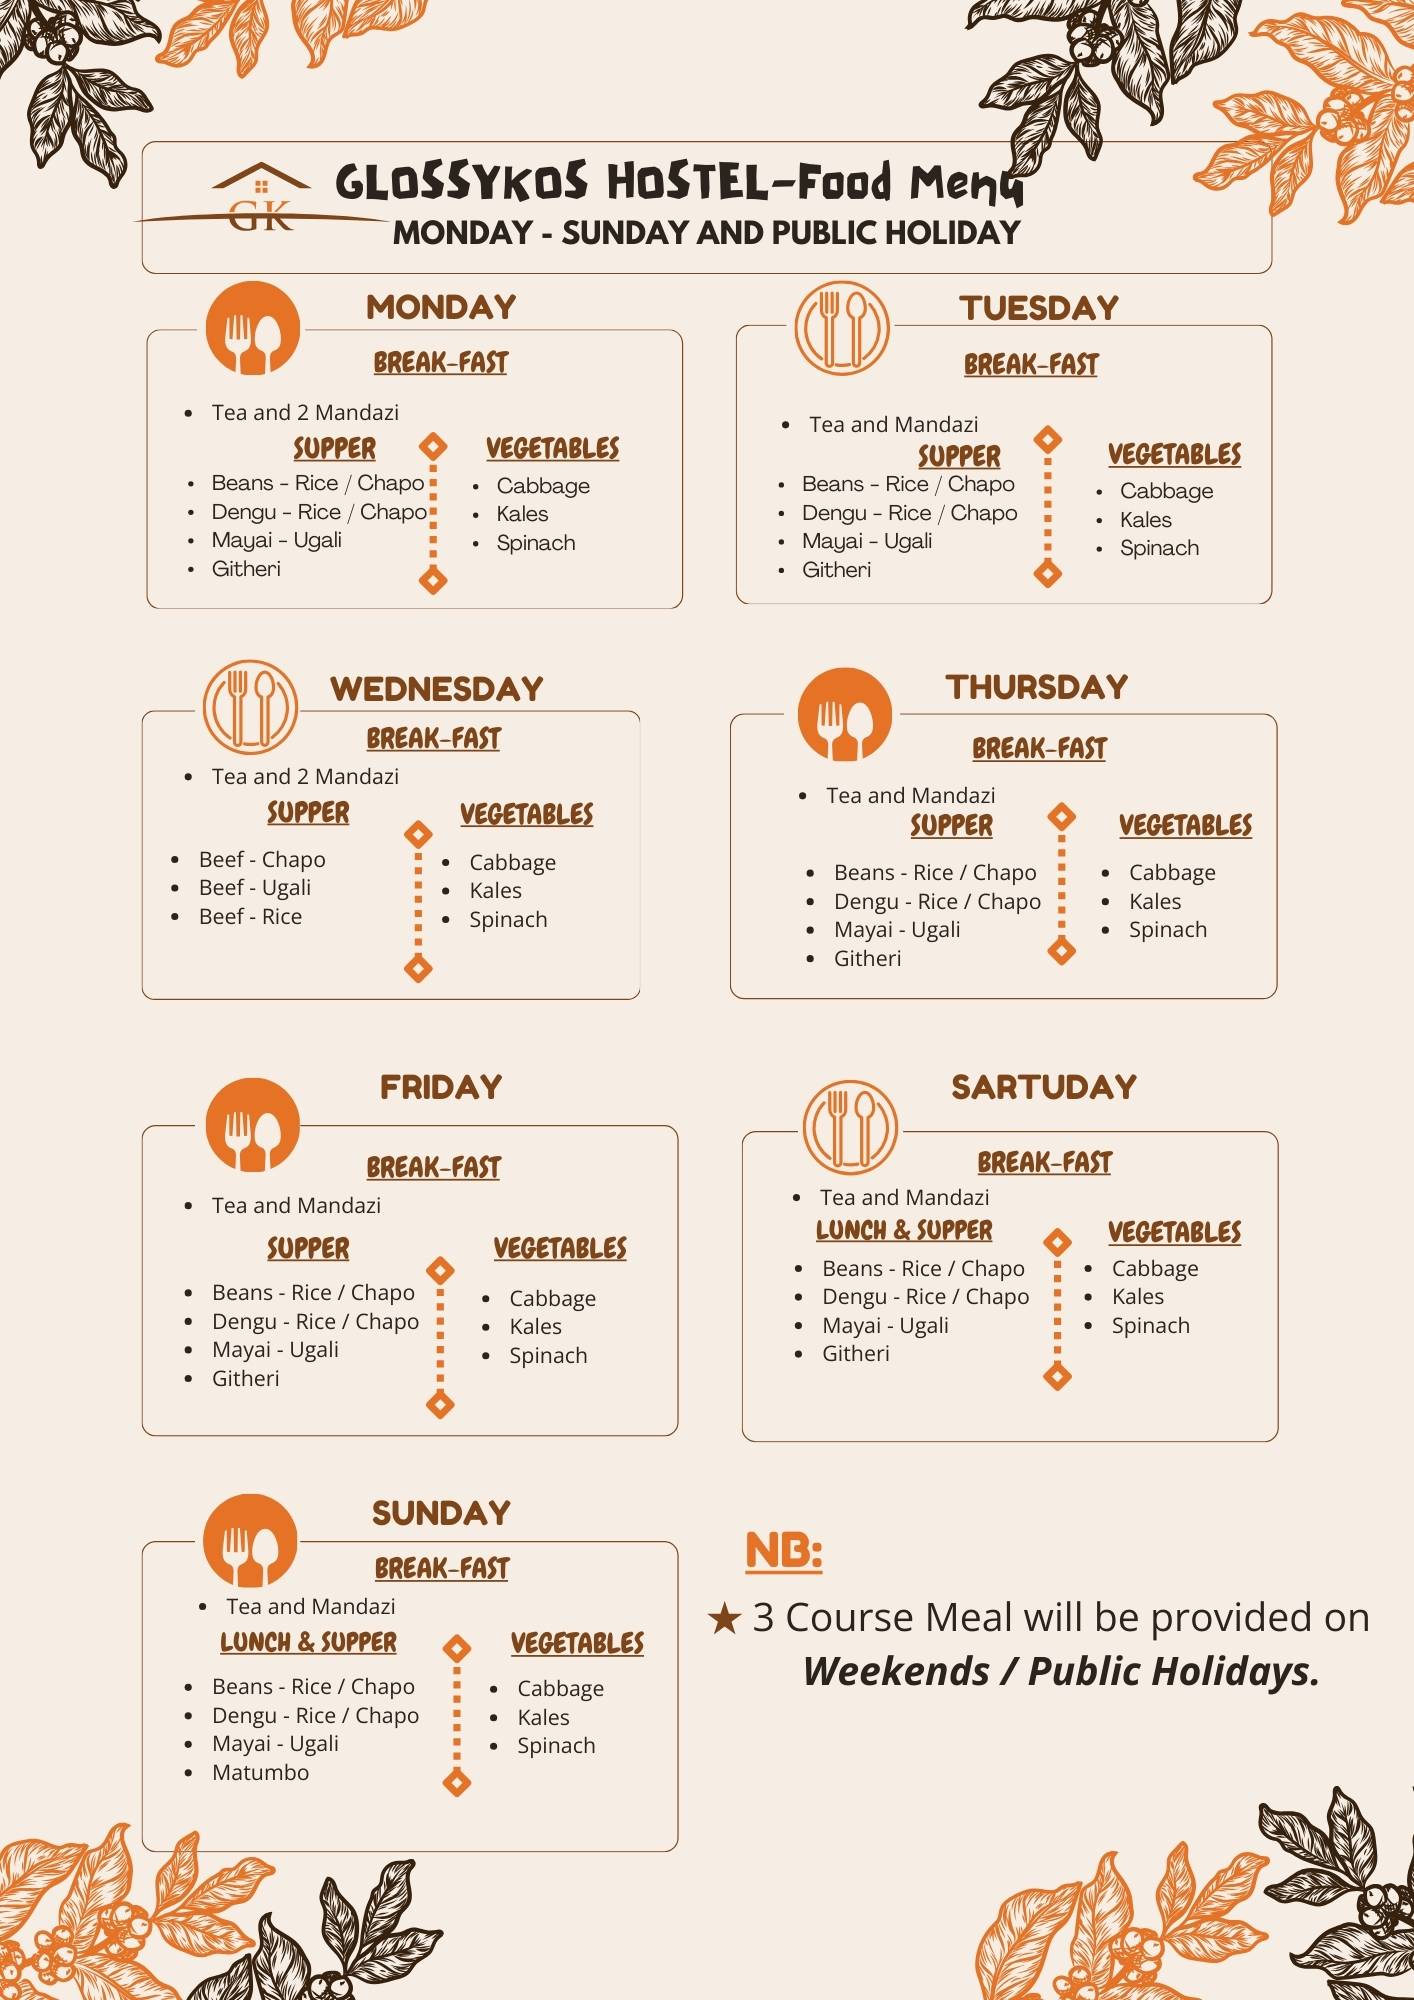 GK
GLOSSYKOS HOSTEL-Food Menu
MONDAY - SUNDAY AND PUBLIC HOLIDAY
MONDAY
BREAK-FAST
• Tea and 2 Mandazi
SUPPER
• Beans - Rice / Chapo
• Dengu - Rice / Chapo
• Mayai - Ugali
• Githeri
VEGETABLES
• Cabbage
• Kales
• Spinach
TUESDAY
BREAK-FAST
• Tea and Mandazi
SUPPER
• Beans - Rice / Chapo
• Dengu - Rice / Chapo
• Mayai - Ugali
• Githeri
VEGETABLES
• Cabbage
• Kales
• Spinach
WEDNESDAY
BREAK-FAST
• Tea and 2 Mandazi
SUPPER
• Beef - Chapo
• Beef - Ugali
• Beef - Rice
VEGETABLES
• Cabbage
• Kales
• Spinach
THURSDAY
BREAK-FAST
• Tea and Mandazi
SUPPER
• Beans - Rice / Chapo
• Dengu - Rice / Chapo
• Mayai - Ugali
• Githeri
VEGETABLES
• Cabbage
• Kales
• Spinach
FRIDAY
BREAK-FAST
• Tea and Mandazi
SUPPER
• Beans - Rice / Chapo
• Dengu - Rice / Chapo
• Mayai - Ugali
• Githeri
VEGETABLES
• Cabbage
• Kales
• Spinach
SARTUDAY
BREAK-FAST
• Tea and Mandazi
LUNCH & SUPPER
• Beans - Rice / Chapo
• Dengu - Rice / Chapo
• Mayai - Ugali
• Githeri
VEGETABLES
• Cabbage
• Kales
• Spinach
SUNDAY
BREAK-FAST
• Tea and Mandazi
LUNCH & SUPPER
• Beans - Rice / Chapo
• Dengu - Rice / Chapo
• Mayai - Ugali
• Matumbo
VEGETABLES
• Cabbage
• Kales
• Spinach
NB:
★ 3 Course Meal will be provided on
Weekends / Public Holidays.